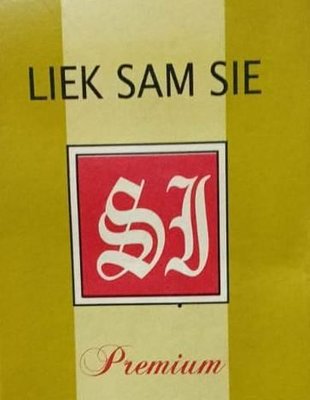 LIEK SAM SIE
SJ
Premium